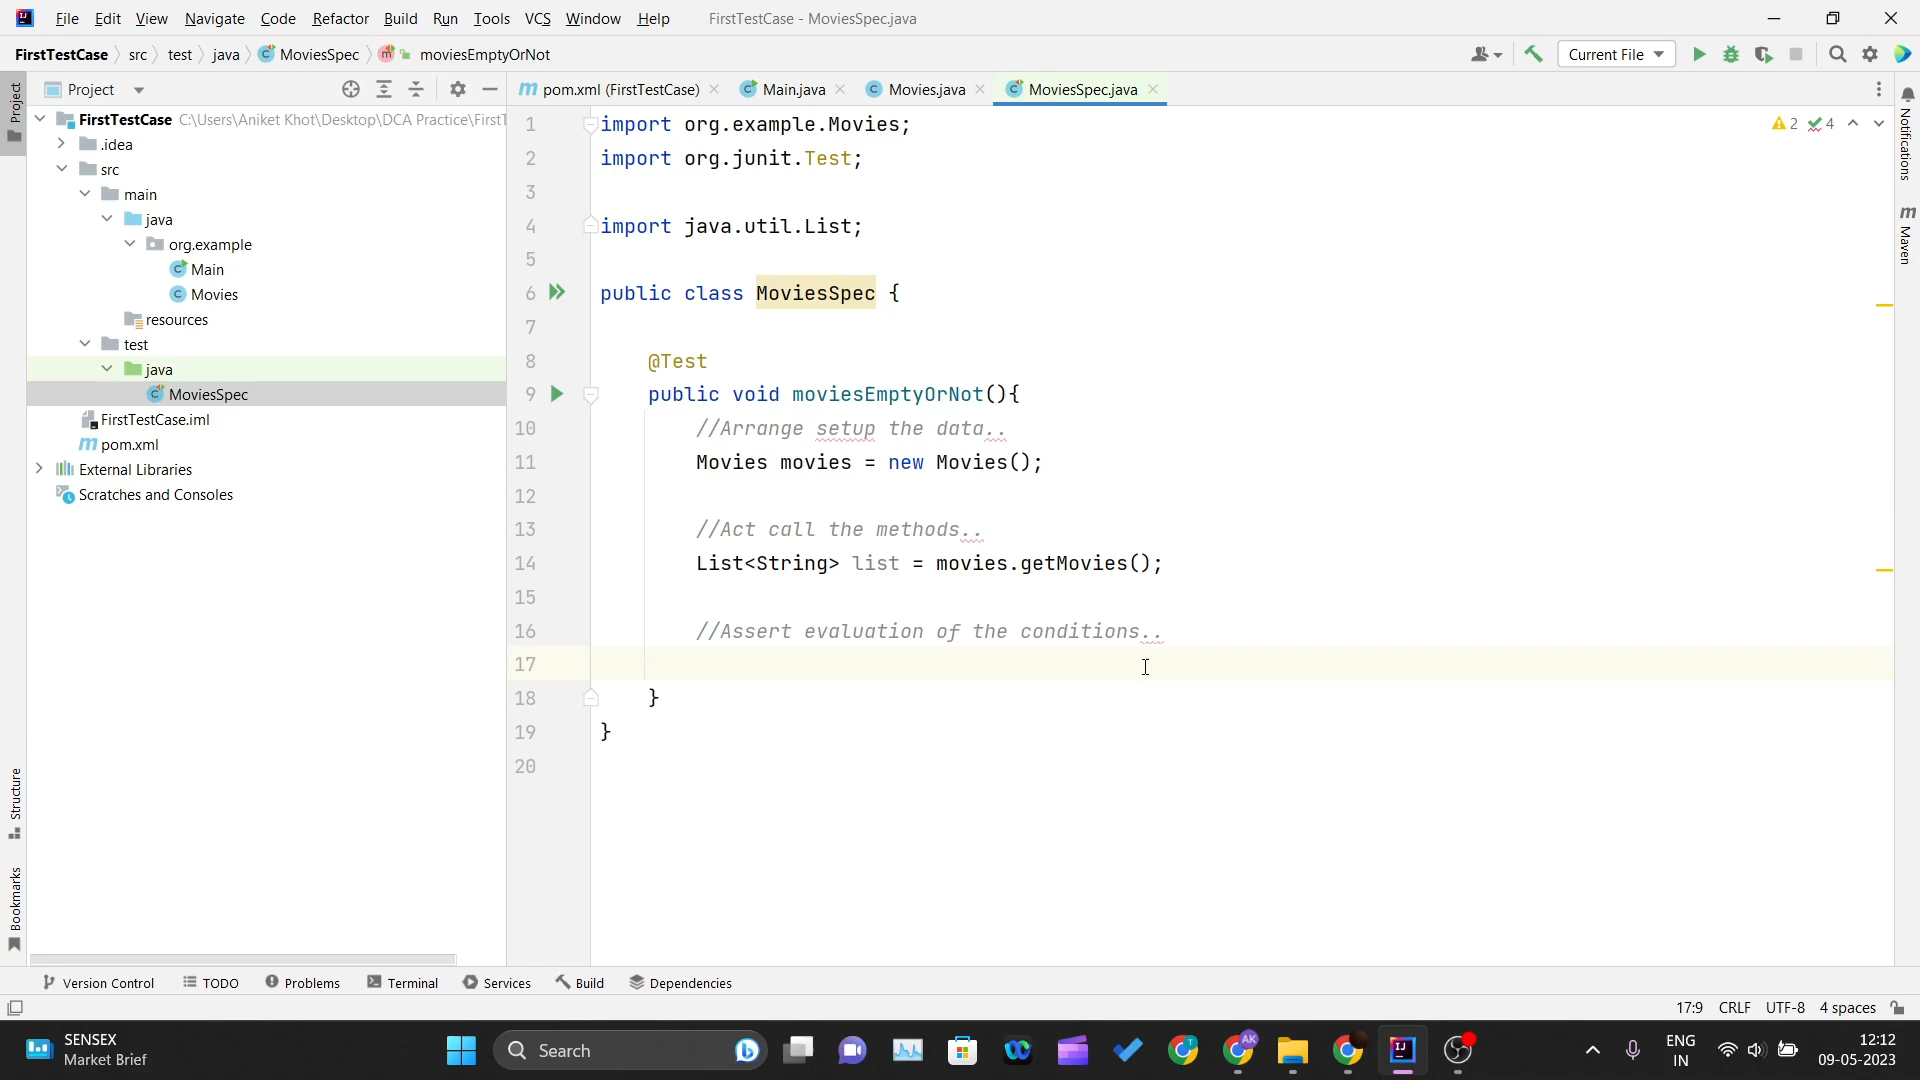 File Edit View Navigate Code Refactor Build Run Tools VCS Window Help FirstTestCase - MoviesSpec.java
FirstTestCase src test java MoviesSpec moviesEmptyOrNot Current File
Project
pom.xml (FirstTestCase) Main.java Movies.java MoviesSpec.java
FirstTestCase C:\Users\Aniket Khot\Desktop\DCA Practice\FirstT
.idea
src
main
java
org.example
Main
Movies
resources
test
java
MoviesSpec
FirstTestCase.iml
pom.xml
External Libraries
Scratches and Consoles
1 import org.example.Movies;
2 import org.junit.Test;
3
4 import java.util.List;
5
6 public class MoviesSpec {
7
8 @Test
9 public void moviesEmptyOrNot(){
10 //Arrange setup the data..
11 Movies movies = new Movies();
12
13 //Act call the methods..
14 List<String> list = movies.getMovies();
15
16 //Assert evaluation of the conditions..
17
18 }
19 }
20
2 4
Project
Structure
Bookmarks
Notifications
Maven
Version Control TODO Problems Terminal Services Build Dependencies
17:9 CRLF UTF-8 4 spaces
SENSEX
Market Brief
Search
ENG
IN
12:12
09-05-2023